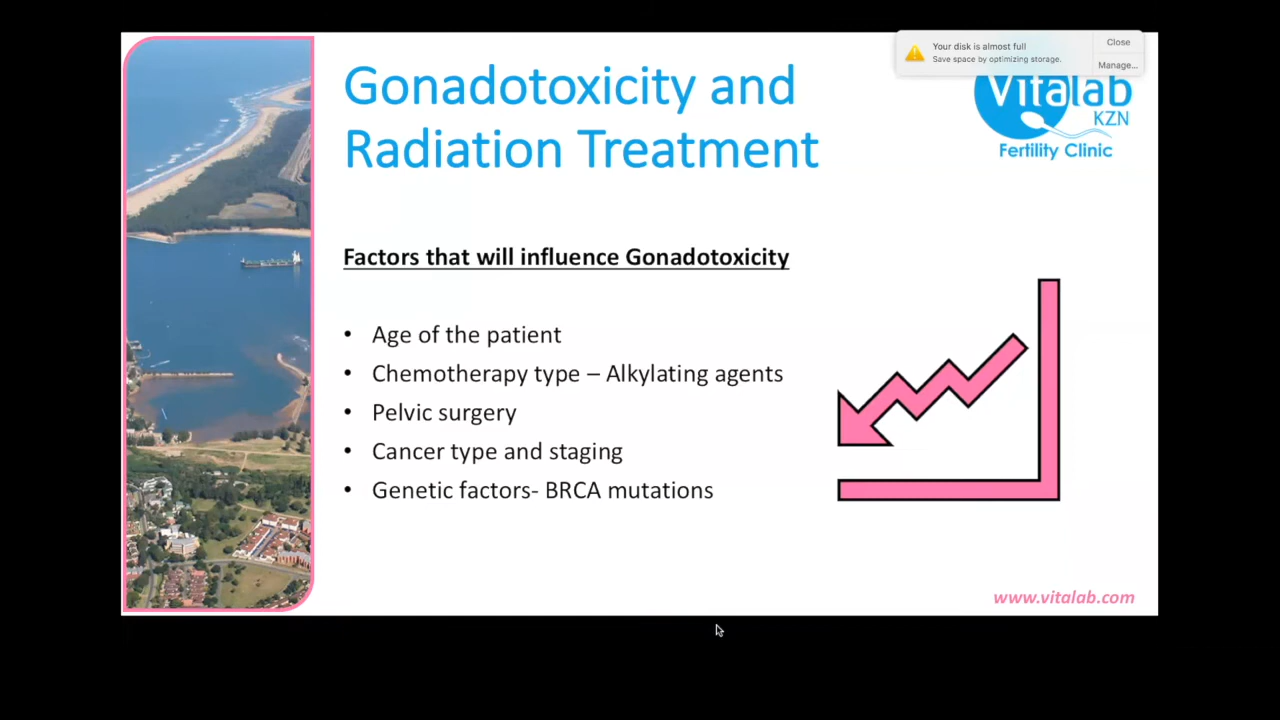 Gonadotoxicity and
Radiation Treatment
Your disk is almost full
Save space by optimizing storage.
Close
Manage...
Vitalab
KZN
Fertility Clinic
Factors that will influence Gonadotoxicity
• Age of the patient
• Chemotherapy type – Alkylating agents
• Pelvic surgery
• Cancer type and staging
• Genetic factors- BRCA mutations
www.vitalab.com